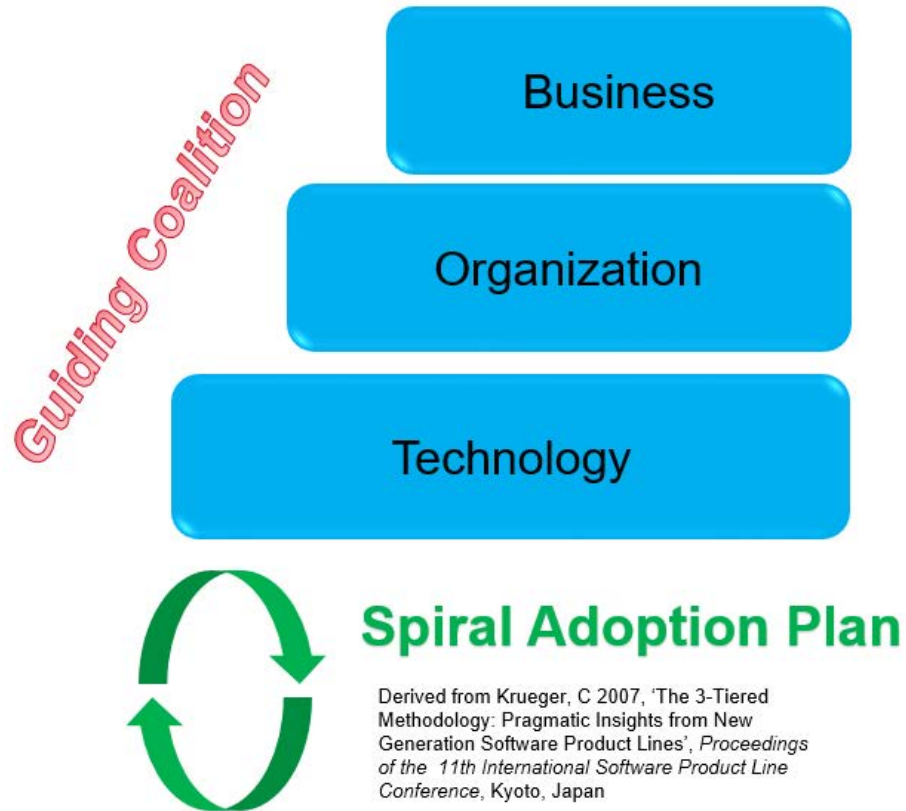 Business
Guiding Coalition
Organization
Technology
Spiral Adoption Plan
Derived from Krueger, C 2007, ‘The 3-Tiered
Methodology: Pragmatic Insights from New
Generation Software Product Lines’, Proceedings
of the 11th International Software Product Line
Conference, Kyoto, Japan